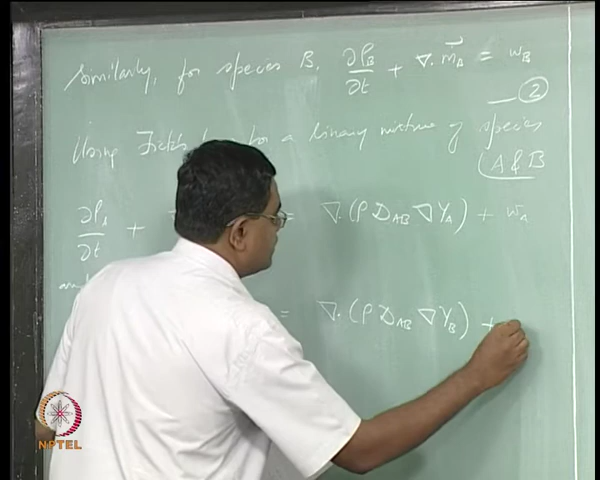 Similarly, for species B, ∂ρ_B/∂t + ∇·m⃗_B = w_B
— (2)
Using Fick's law for a binary mixture of species
A & B
∂ρ_A/∂t + = ∇·(ρ D_AB ∇Y_A) + w_A
and
= ∇·(ρ D_AB ∇Y_B) +
NPTEL